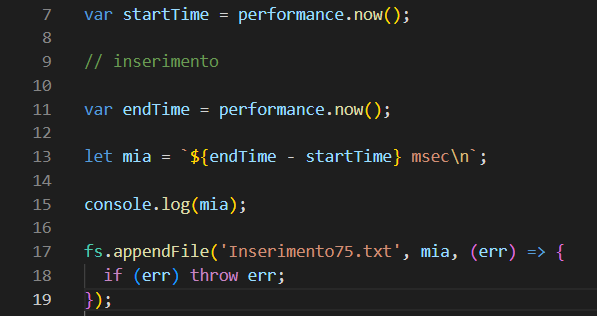 7 var startTime = performance.now();
8
9 // inserimento
10
11 var endTime = performance.now();
12
13 let mia = `${endTime - startTime} msec\n`;
14
15 console.log(mia);
16
17 fs.appendFile('Inserimento75.txt', mia, (err) => {
18   if (err) throw err;
19 });